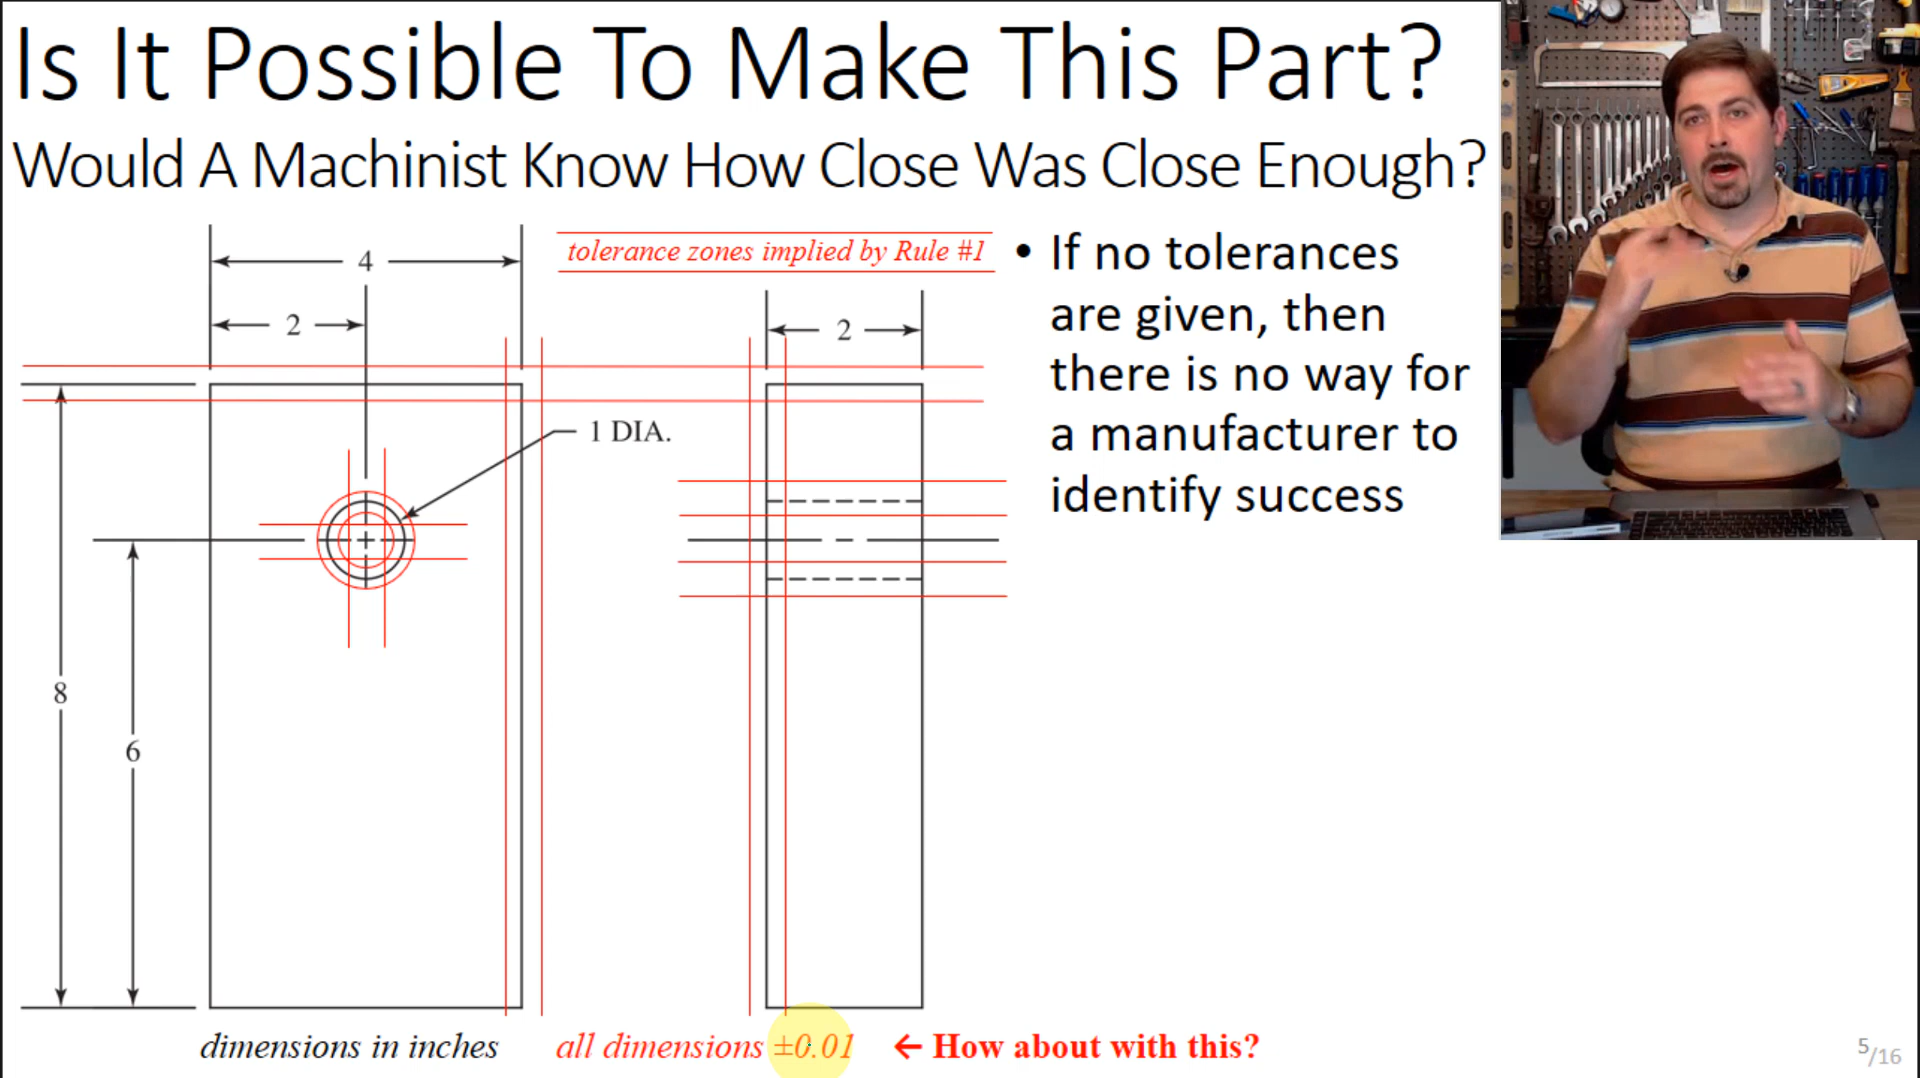 Is It Possible To Make This Part?
Would A Machinist Know How Close Was Close Enough?
4
tolerance zones implied by Rule #1
2
2
1 DIA.
8
6
dimensions in inches
all dimensions ±0.01
← How about with this?
• If no tolerances
are given, then
there is no way for
a manufacturer to
identify success
5/16